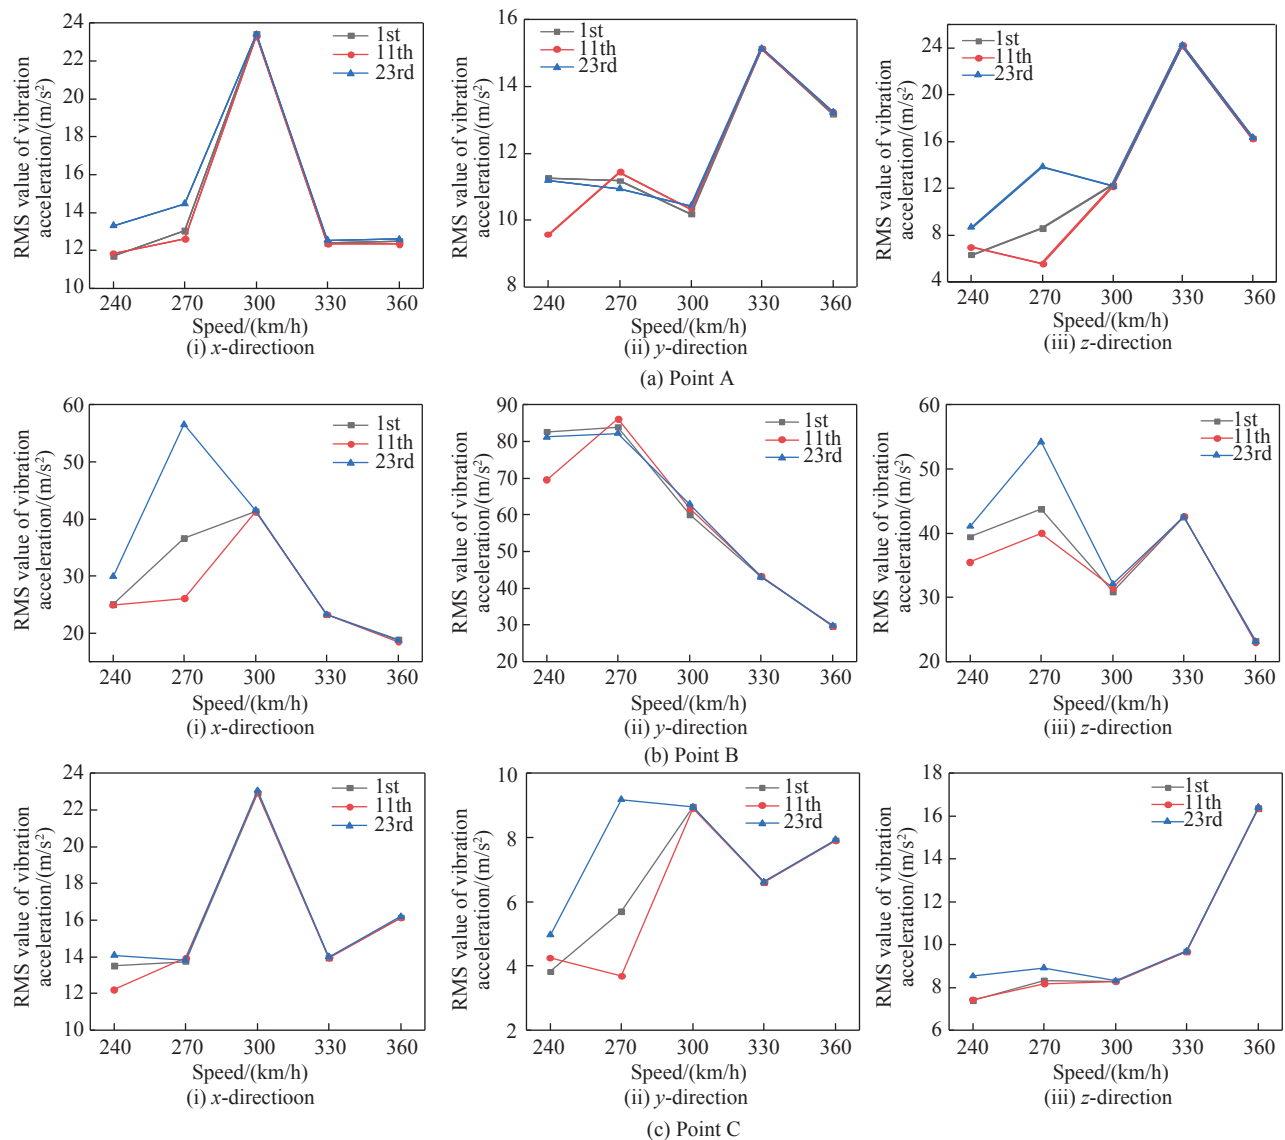 24
22
20
18
16
14
12
10
RMS value of vibration
acceleration/(m/s²)
1st
11th
23rd
240 270 300 330 360
Speed/(km/h)
(i) x-directioon
16
14
12
10
8
RMS value of vibration
acceleration/(m/s²)
1st
11th
23rd
240 270 300 330 360
Speed/(km/h)
(ii) y-direction
24
20
16
12
8
4
RMS value of vibration
acceleration/(m/s²)
1st
11th
23rd
240 270 300 330 360
Speed/(km/h)
(iii) z-direction
(a) Point A
60
50
40
30
20
RMS value of vibration
acceleration/(m/s²)
1st
11th
23rd
240 270 300 330 360
Speed/(km/h)
(i) x-directioon
90
80
70
60
50
40
30
20
RMS value of vibration
acceleration/(m/s²)
1st
11th
23rd
240 270 300 330 360
Speed/(km/h)
(ii) y-direction
60
50
40
30
20
RMS value of vibration
acceleration/(m/s²)
1st
11th
23rd
240 270 300 330 360
Speed/(km/h)
(iii) z-direction
(b) Point B
24
22
20
18
16
14
12
10
RMS value of vibration
acceleration/(m/s²)
1st
11th
23rd
240 270 300 330 360
Speed/(km/h)
(i) x-directioon
10
8
6
4
2
RMS value of vibration
acceleration/(m/s²)
1st
11th
23rd
240 270 300 330 360
Speed/(km/h)
(ii) y-direction
18
16
14
12
10
8
6
RMS value of vibration
acceleration/(m/s²)
1st
11th
23rd
240 270 300 330 360
Speed/(km/h)
(iii) z-direction
(c) Point C